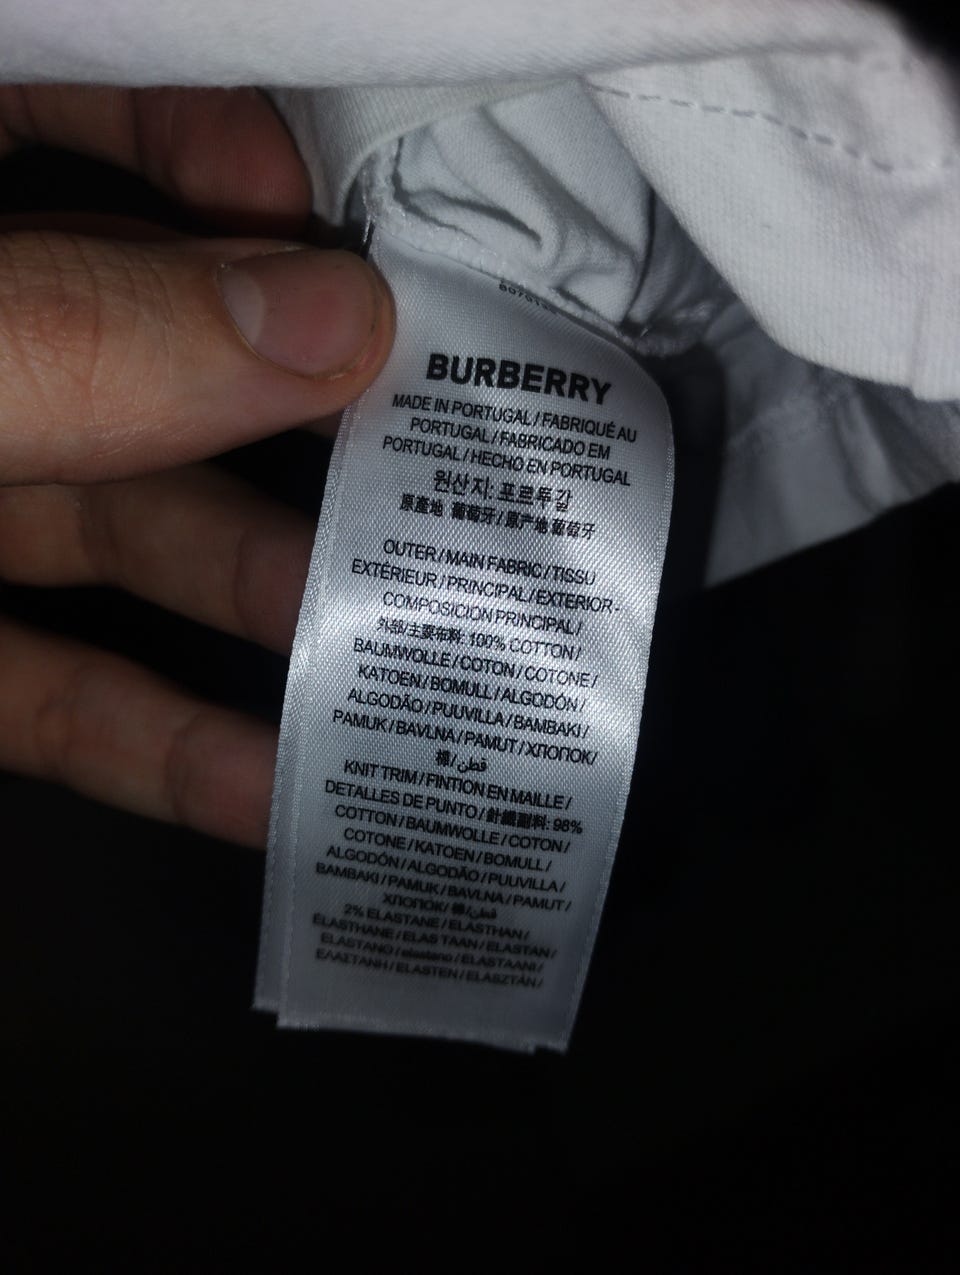 BURBERRY
MADE IN PORTUGAL / FABRIQUÉ AU
PORTUGAL / FABRICADO EM
PORTUGAL / HECHO EN PORTUGAL
원산지: 포르투갈
原產地 葡萄牙 / 原产地 葡萄牙
OUTER / MAIN FABRIC / TISSU
EXTÉRIEUR / PRINCIPAL / EXTERIOR -
COMPOSICIÓN PRINCIPAL /
外部/主要布料: 100% COTTON /
BAUMWOLLE / COTON / COTONE /
KATOEN / BOMULL / ALGODÓN /
ALGODÃO / PUUVILLA / BAMBAKI /
PAMUK / BAVLNA / PAMUT / ХЛОПОК/
棉/قطن/
KNIT TRIM / FINTION EN MAILLE /
DETALLES DE PUNTO / 針織副料: 98%
COTTON / BAUMWOLLE / COTON /
COTONE / KATOEN / BOMULL /
ALGODÓN / ALGODÃO / PUUVILLA /
BAMBAKI / PAMUK / BAVLNA / PAMUT /
ХЛОПОК/ 棉/قطن/
2% ELASTANE / ELASTHAN /
ÉLASTHANE / ELASTAAN / ELASTAN /
ELASTANO / elastano / ELASTAANI /
ΕΛΑΣΤΑΝΗ / ELASTEN / ELASZTÁN /